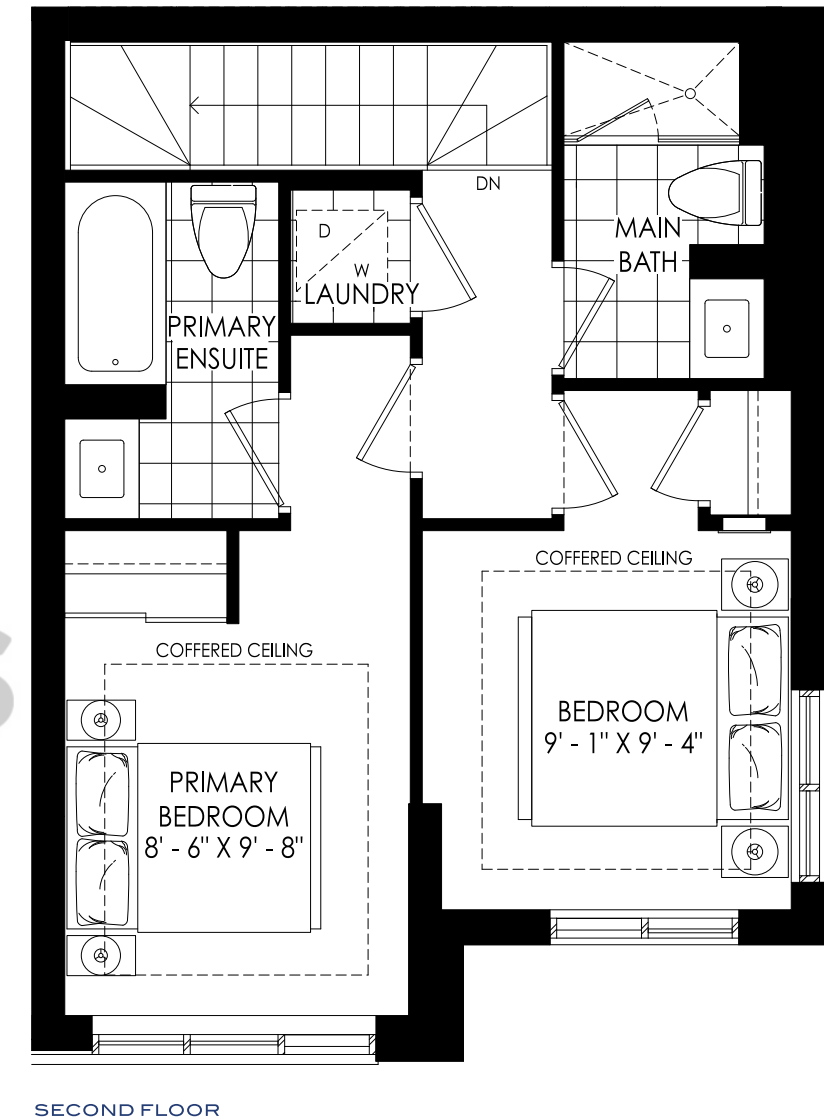 DN
MAIN
BATH
D
W
LAUNDRY
PRIMARY
ENSUITE
COFFERED CEILING
BEDROOM
9' - 1" X 9' - 4"
COFFERED CEILING
PRIMARY
BEDROOM
8' - 6" X 9' - 8"
SECOND FLOOR